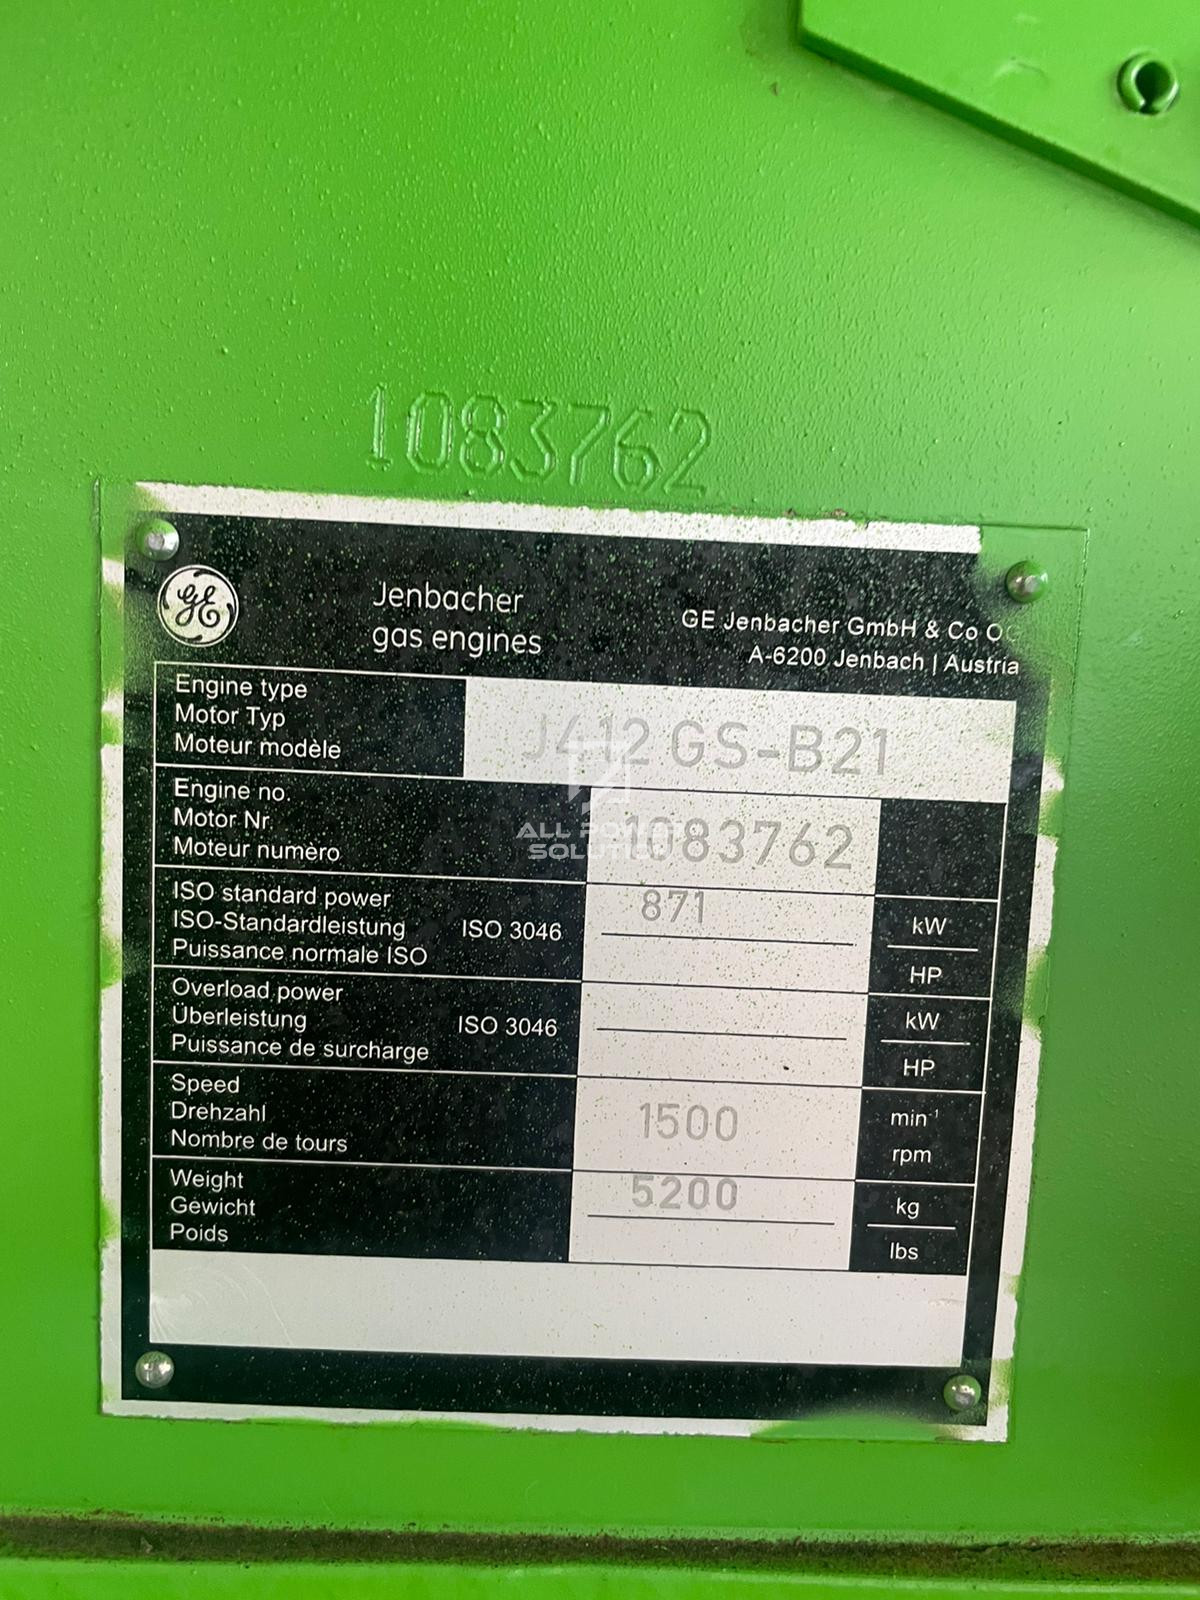 1083762
GE
Jenbacher
gas engines
GE Jenbacher GmbH & Co O
A-6200 Jenbach | Austria
Engine type
Motor Typ
Moteur modèle
J412 GS-B21
Engine no.
Motor Nr
Moteur numèro
1083762
ALL POWER
SOLUTION
ISO standard power
ISO-Standardleistung
Puissance normale ISO
ISO 3046
871
kW
HP
Overload power
Überleistung
Puissance de surcharge
ISO 3046
kW
HP
Speed
Drehzahl
Nombre de tours
1500
min-1
rpm
Weight
Gewicht
Poids
5200
kg
lbs